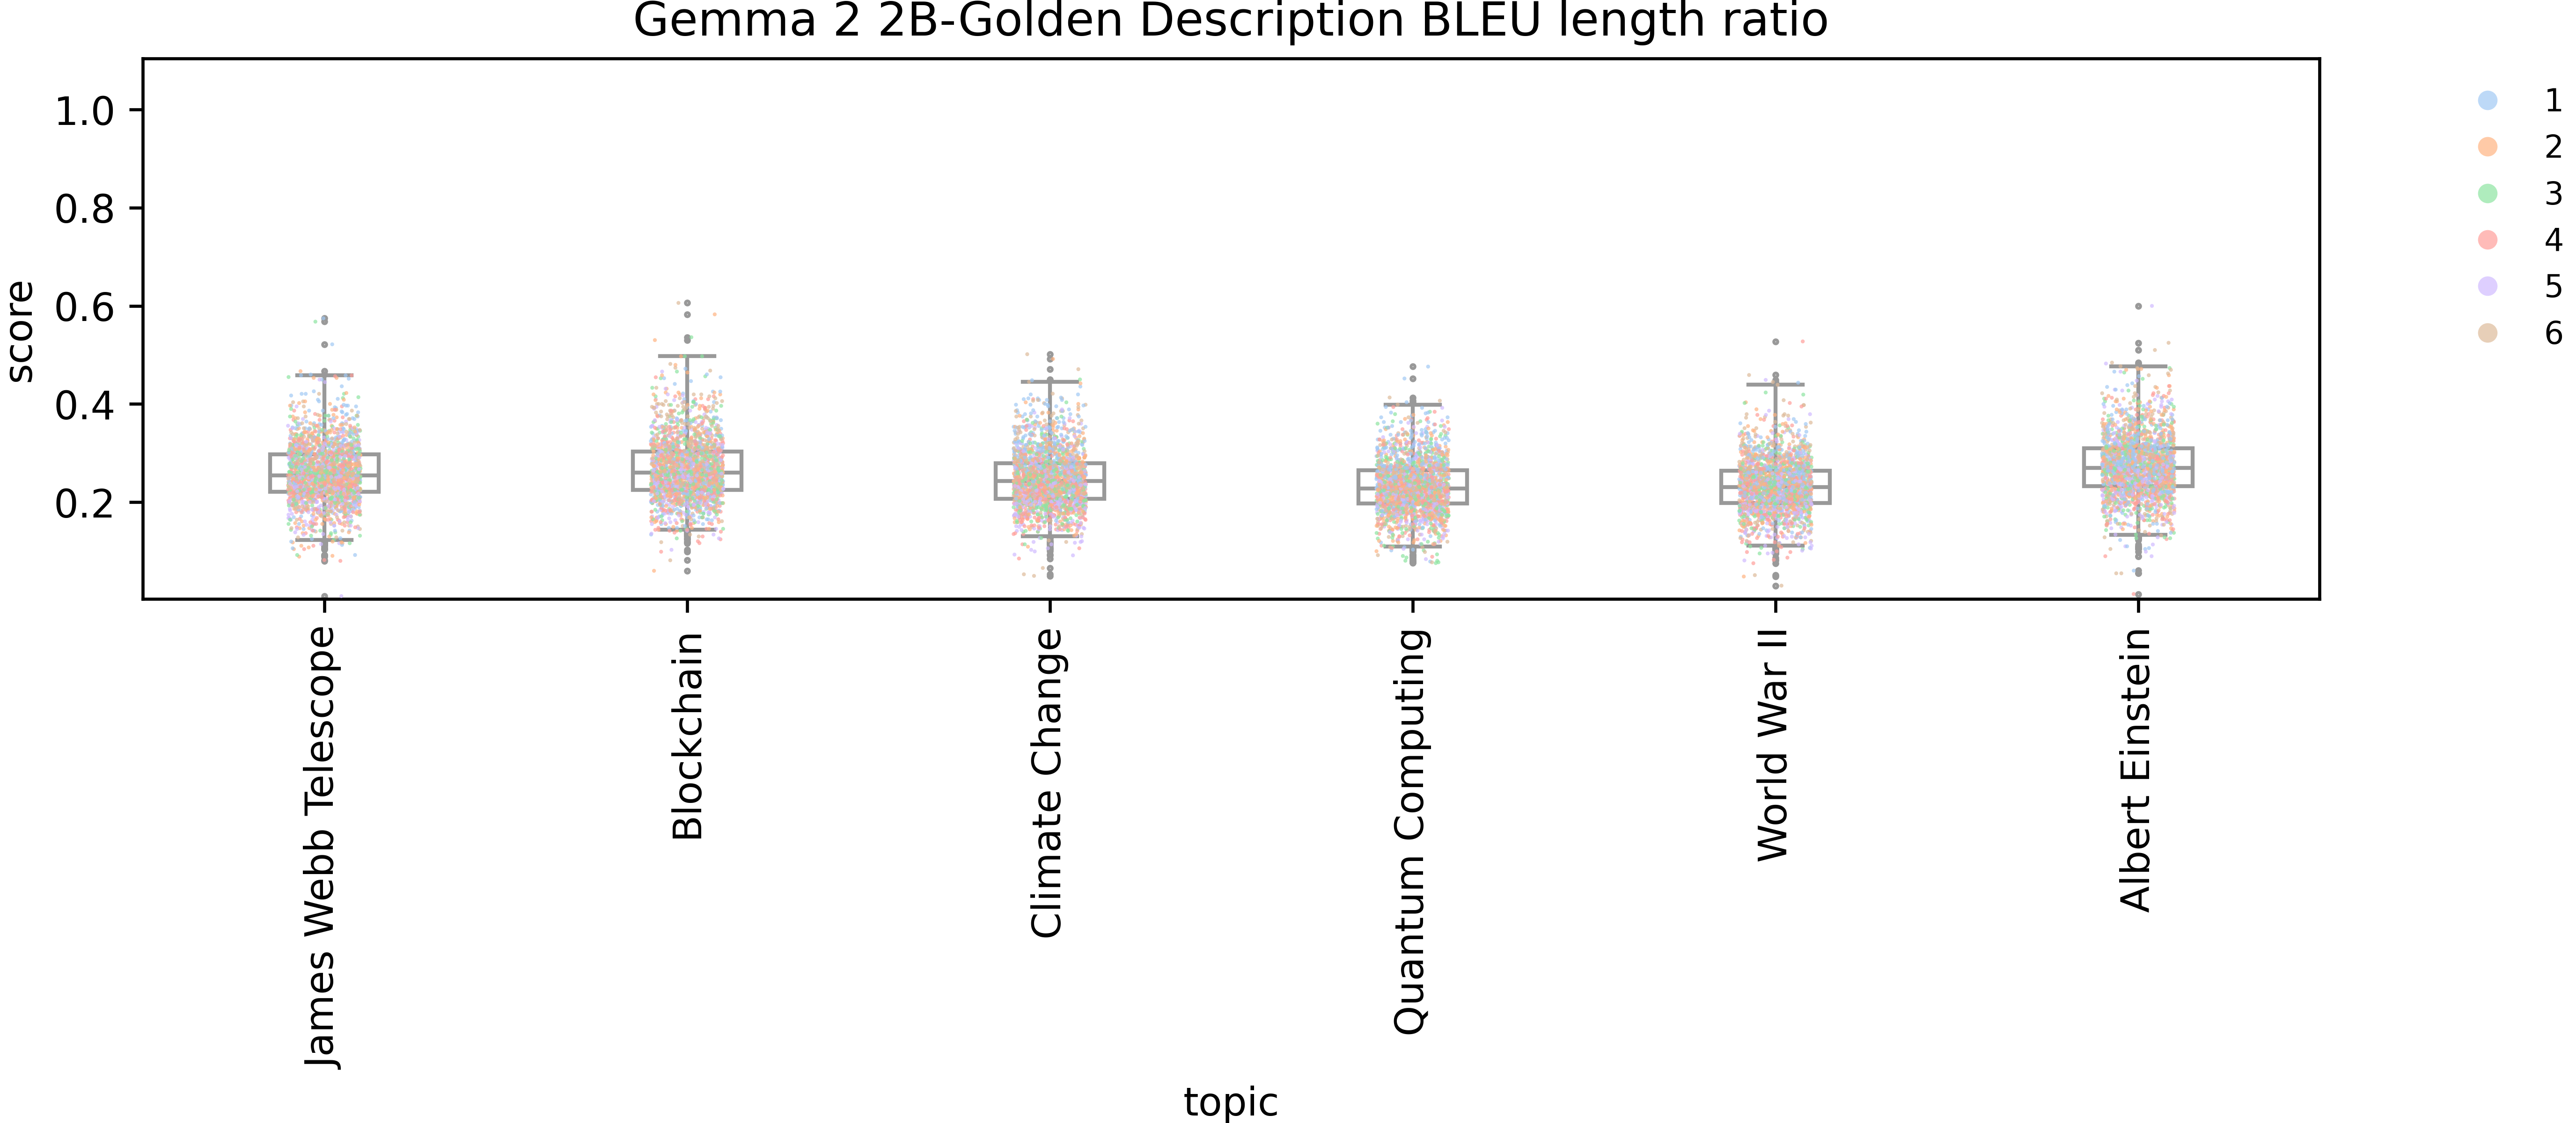 Gemma 2 2B-Golden Description BLEU length ratio
score
1.0
0.8
0.6
0.4
0.2
James Webb Telescope
Blockchain
Climate Change
Quantum Computing
World War II
Albert Einstein
topic
1
2
3
4
5
6